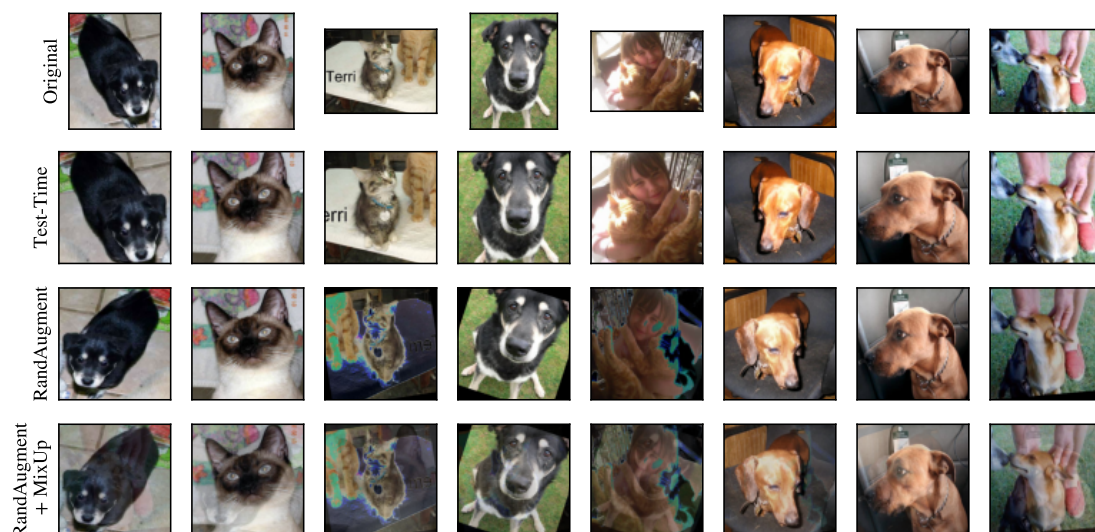 Original
Terri
Test-Time
erri
RandAugment
RandAugment
+ MixUp